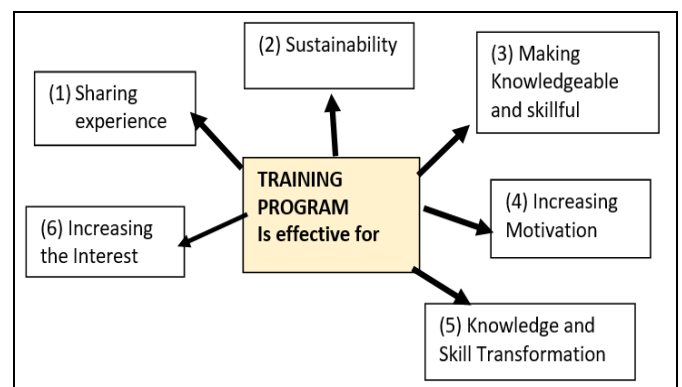 (2) Sustainability
(3) Making
Knowledgeable
and skillful
(1) Sharing
experience
TRAINING
PROGRAM
Is effective for
(4) Increasing
Motivation
(6) Increasing
the Interest
(5) Knowledge and
Skill Transformation